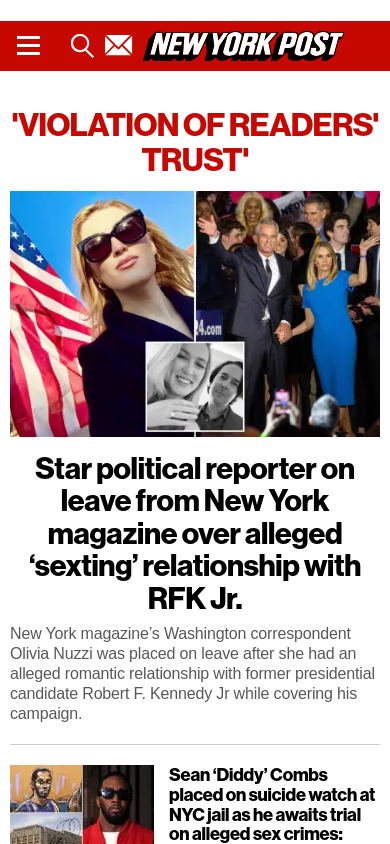 NEW YORK POST
'VIOLATION OF READERS'
TRUST'
24.com
Star political reporter on
leave from New York
magazine over alleged
‘sexting’ relationship with
RFK Jr.
New York magazine’s Washington correspondent
Olivia Nuzzi was placed on leave after she had an
alleged romantic relationship with former presidential
candidate Robert F. Kennedy Jr while covering his
campaign.
Sean ‘Diddy’ Combs
placed on suicide watch at
NYC jail as he awaits trial
on alleged sex crimes: